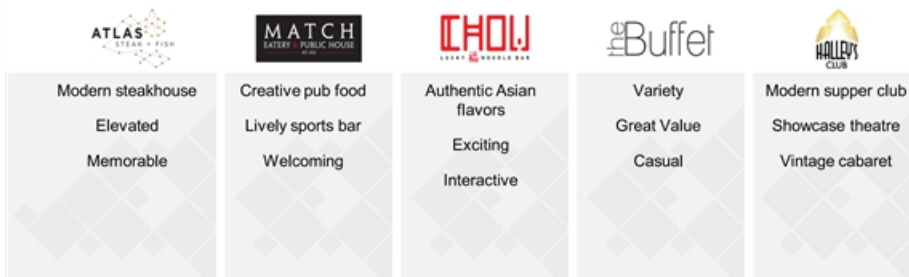 ATLAS
STEAK + FISH
Modern steakhouse
Elevated
Memorable
MATCH
EATERY & PUBLIC HOUSE
Creative pub food
Lively sports bar
Welcoming
CHOW
LUCKY NOODLE BAR
Authentic Asian
flavors
Exciting
Interactive
the Buffet
Variety
Great Value
Casual
HALLEY'S
CLUB
Modern supper club
Showcase theatre
Vintage cabaret